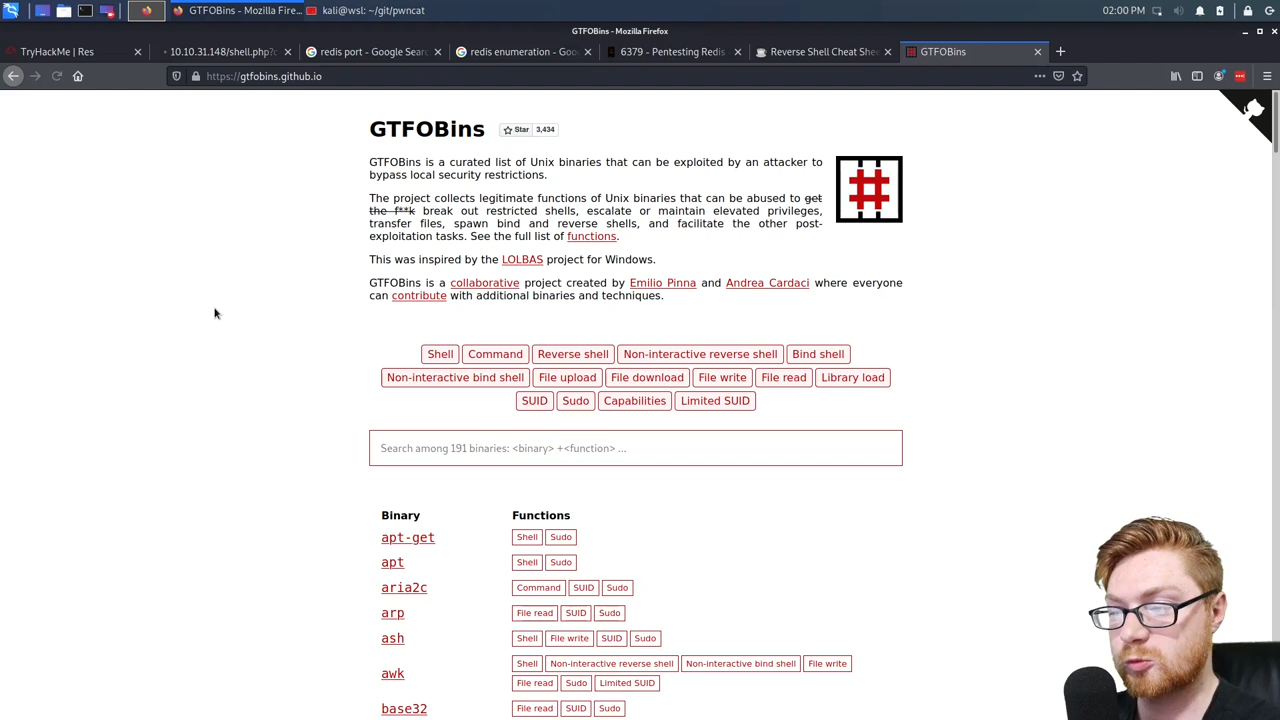 GTFOBins - Mozilla Fire...
kali@wsl: ~/git/pwncat
02:00 PM
GTFOBins - Mozilla Firefox
TryHackMe | Res
10.10.31.148/shell.php?c
redis port - Google Searc
redis enumeration - Goo
6379 - Pentesting Redis
Reverse Shell Cheat She
GTFOBins
https://gtfobins.github.io
GTFOBins
Star 3,434
GTFOBins is a curated list of Unix binaries that can be exploited by an attacker to
bypass local security restrictions.
The project collects legitimate functions of Unix binaries that can be abused to get
the f**k break out restricted shells, escalate or maintain elevated privileges,
transfer files, spawn bind and reverse shells, and facilitate the other post-
exploitation tasks. See the full list of functions.
This was inspired by the LOLBAS project for Windows.
GTFOBins is a collaborative project created by Emilio Pinna and Andrea Cardaci where everyone
can contribute with additional binaries and techniques.
Shell Command Reverse shell Non-interactive reverse shell Bind shell
Non-interactive bind shell File upload File download File write File read Library load
SUID Sudo Capabilities Limited SUID
Search among 191 binaries: <binary> +<function> ...
Binary Functions
apt-get Shell Sudo
apt Shell Sudo
aria2c Command SUID Sudo
arp File read SUID Sudo
ash Shell File write SUID Sudo
awk Shell Non-interactive reverse shell Non-interactive bind shell File write
File read Sudo Limited SUID
base32 File read SUID Sudo